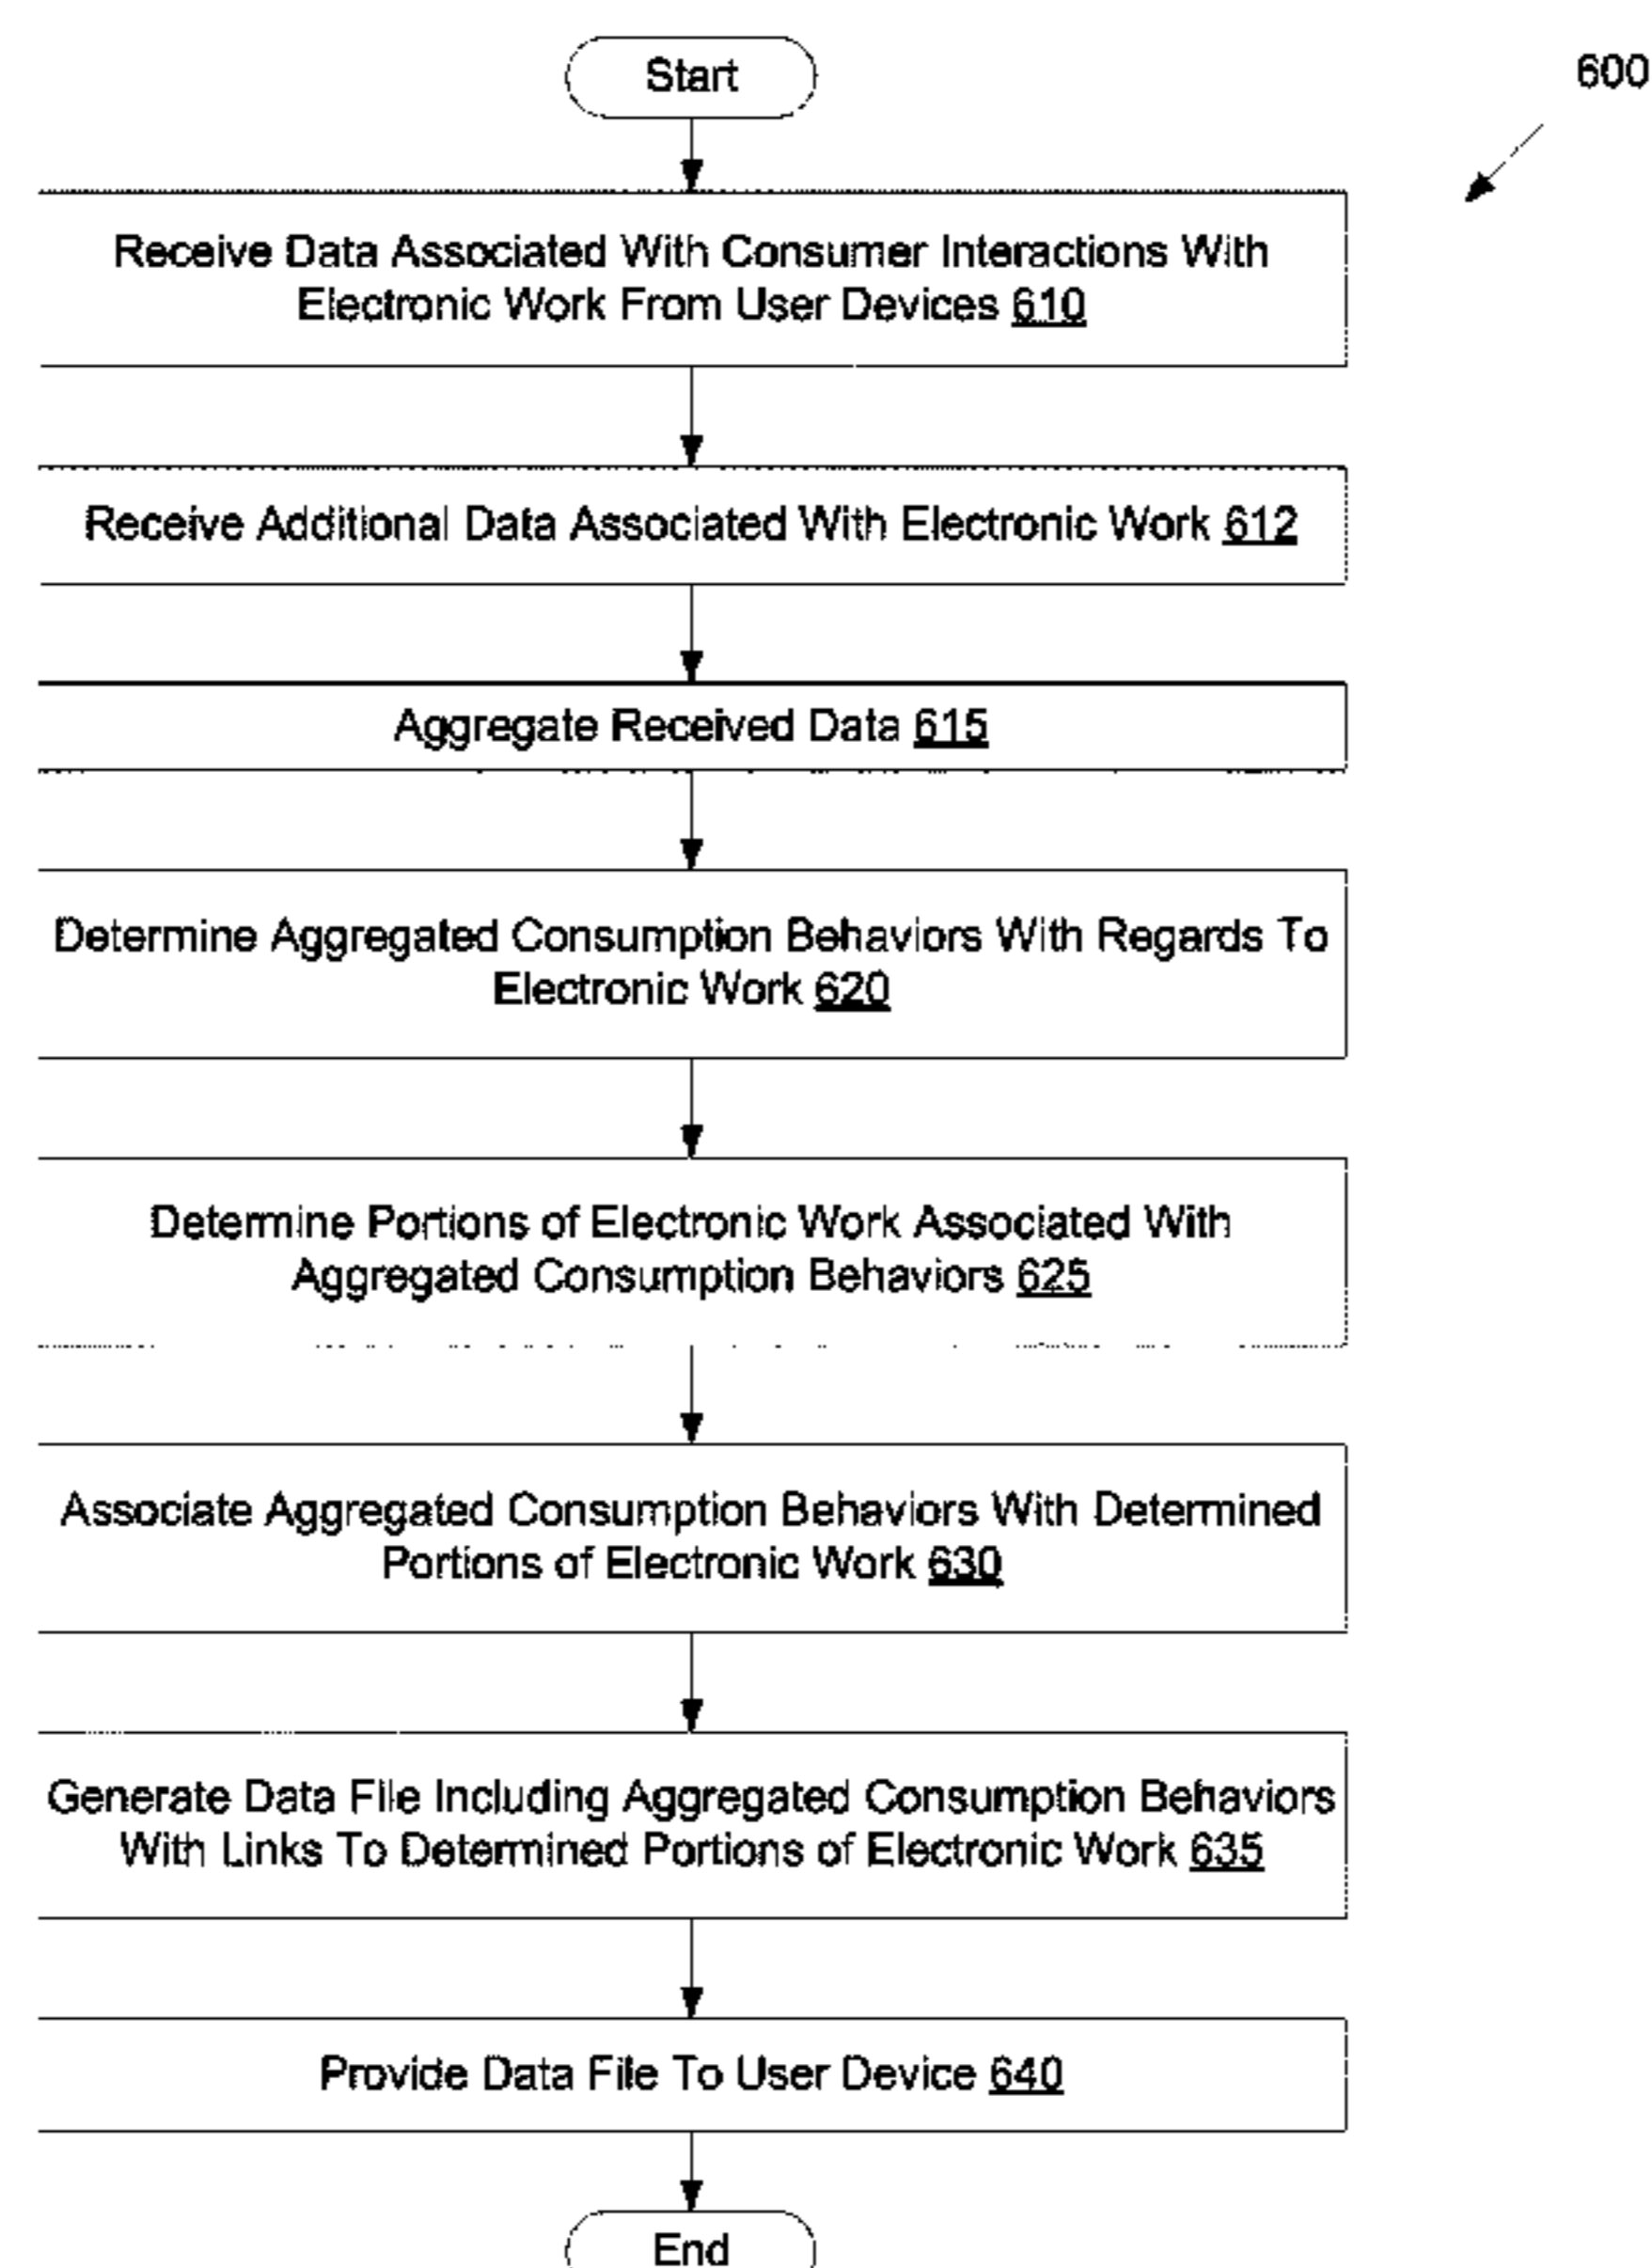 Start
600
Receive Data Associated With Consumer Interactions With
Electronic Work From User Devices 610
Receive Additional Data Associated With Electronic Work 612
Aggregate Received Data 615
Determine Aggregated Consumption Behaviors With Regards To
Electronic Work 620
Determine Portions of Electronic Work Associated With
Aggregated Consumption Behaviors 625
Associate Aggregated Consumption Behaviors With Determined
Portions of Electronic Work 630
Generate Data File Including Aggregated Consumption Behaviors
With Links To Determined Portions of Electronic Work 635
Provide Data File To User Device 640
End